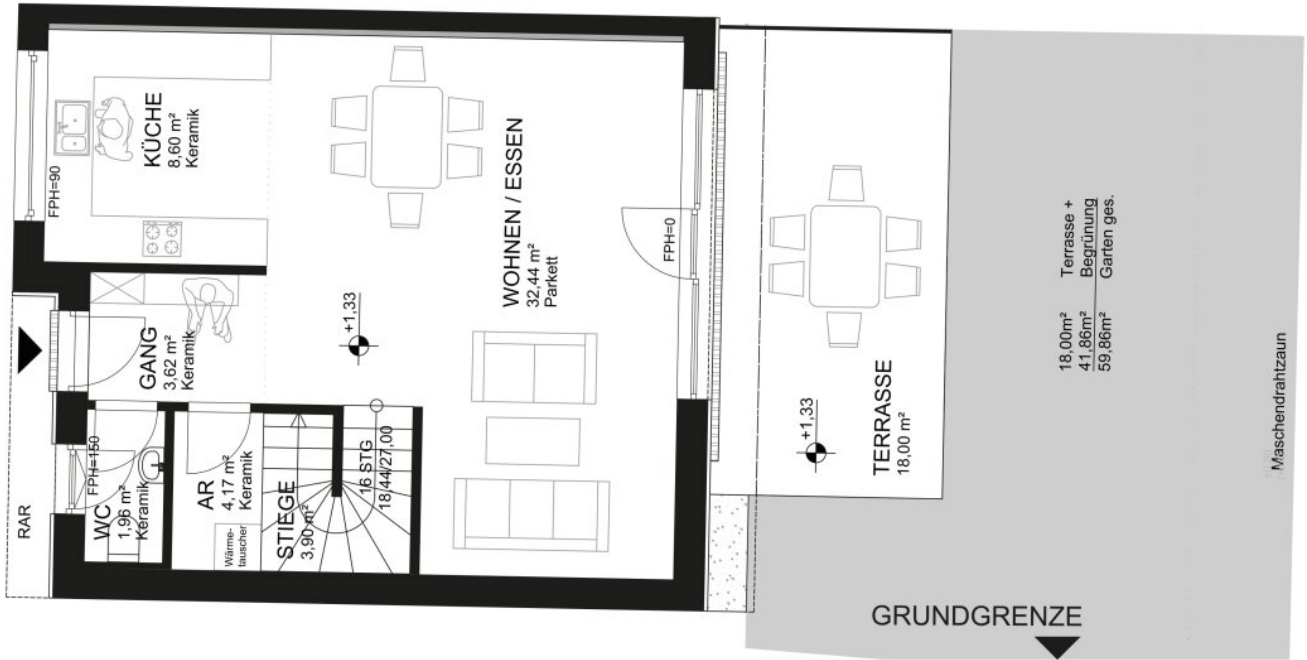 KÜCHE
8,60 m²
Keramik
FPH=90
WOHNEN / ESSEN
32,44 m²
Parkett
FPH=0
+1,33
GANG
3,62 m²
Keramik
RAR
FPH=150
WC
1,96 m²
Keramik
AR
4,17 m²
Keramik
Wärme-
tauscher
STIEGE
3,90 m²
16 STG
18,44/27,00
+1,33
TERRASSE
18,00 m²
18,00m² Terrasse +
41,86m² Begrünung
59,86m² Garten ges.
Maschendrahtzaun
GRUNDGRENZE